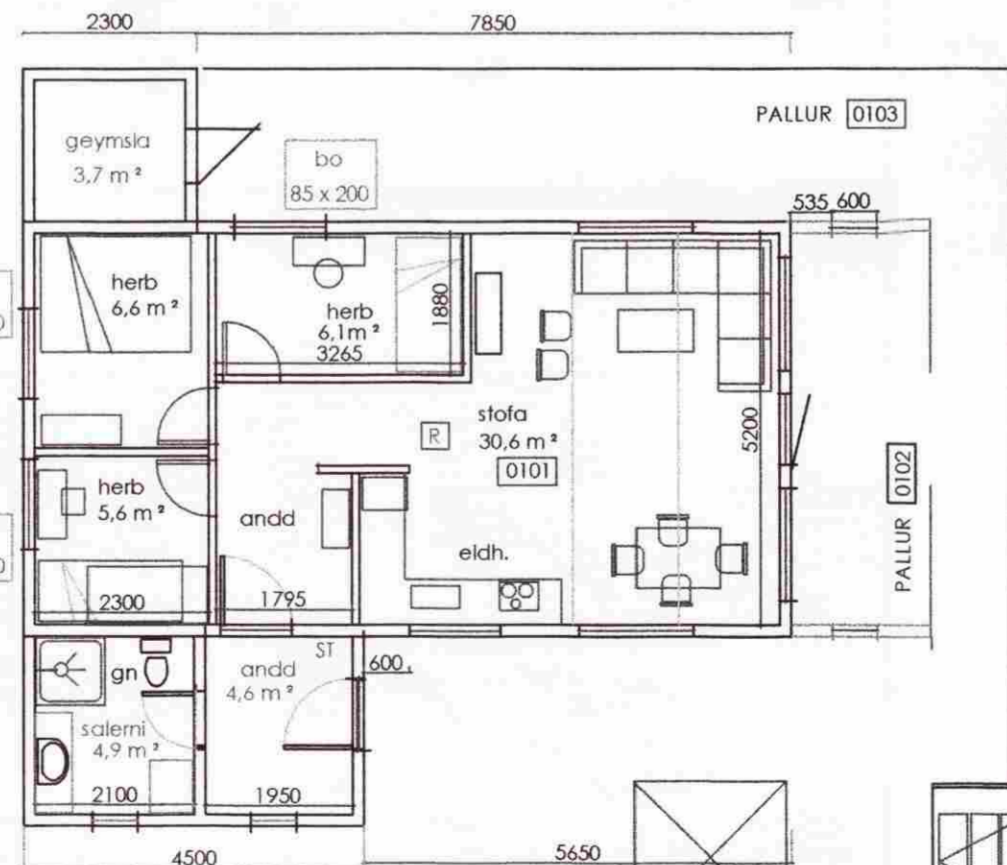 2300
7850
PALLUR 0103
geymsla
3,7 m²
bo
85 x 200
535 600
herb
6,6 m²
herb
6,1m²
3265
1880
stofa
30,6 m²
R
0101
5200
herb
5,6 m²
andd
eldh.
PALLUR 0102
2300
1795
ST
gn
andd
4,6 m²
600
salerni
4,9 m²
2100
1950
4500
5650